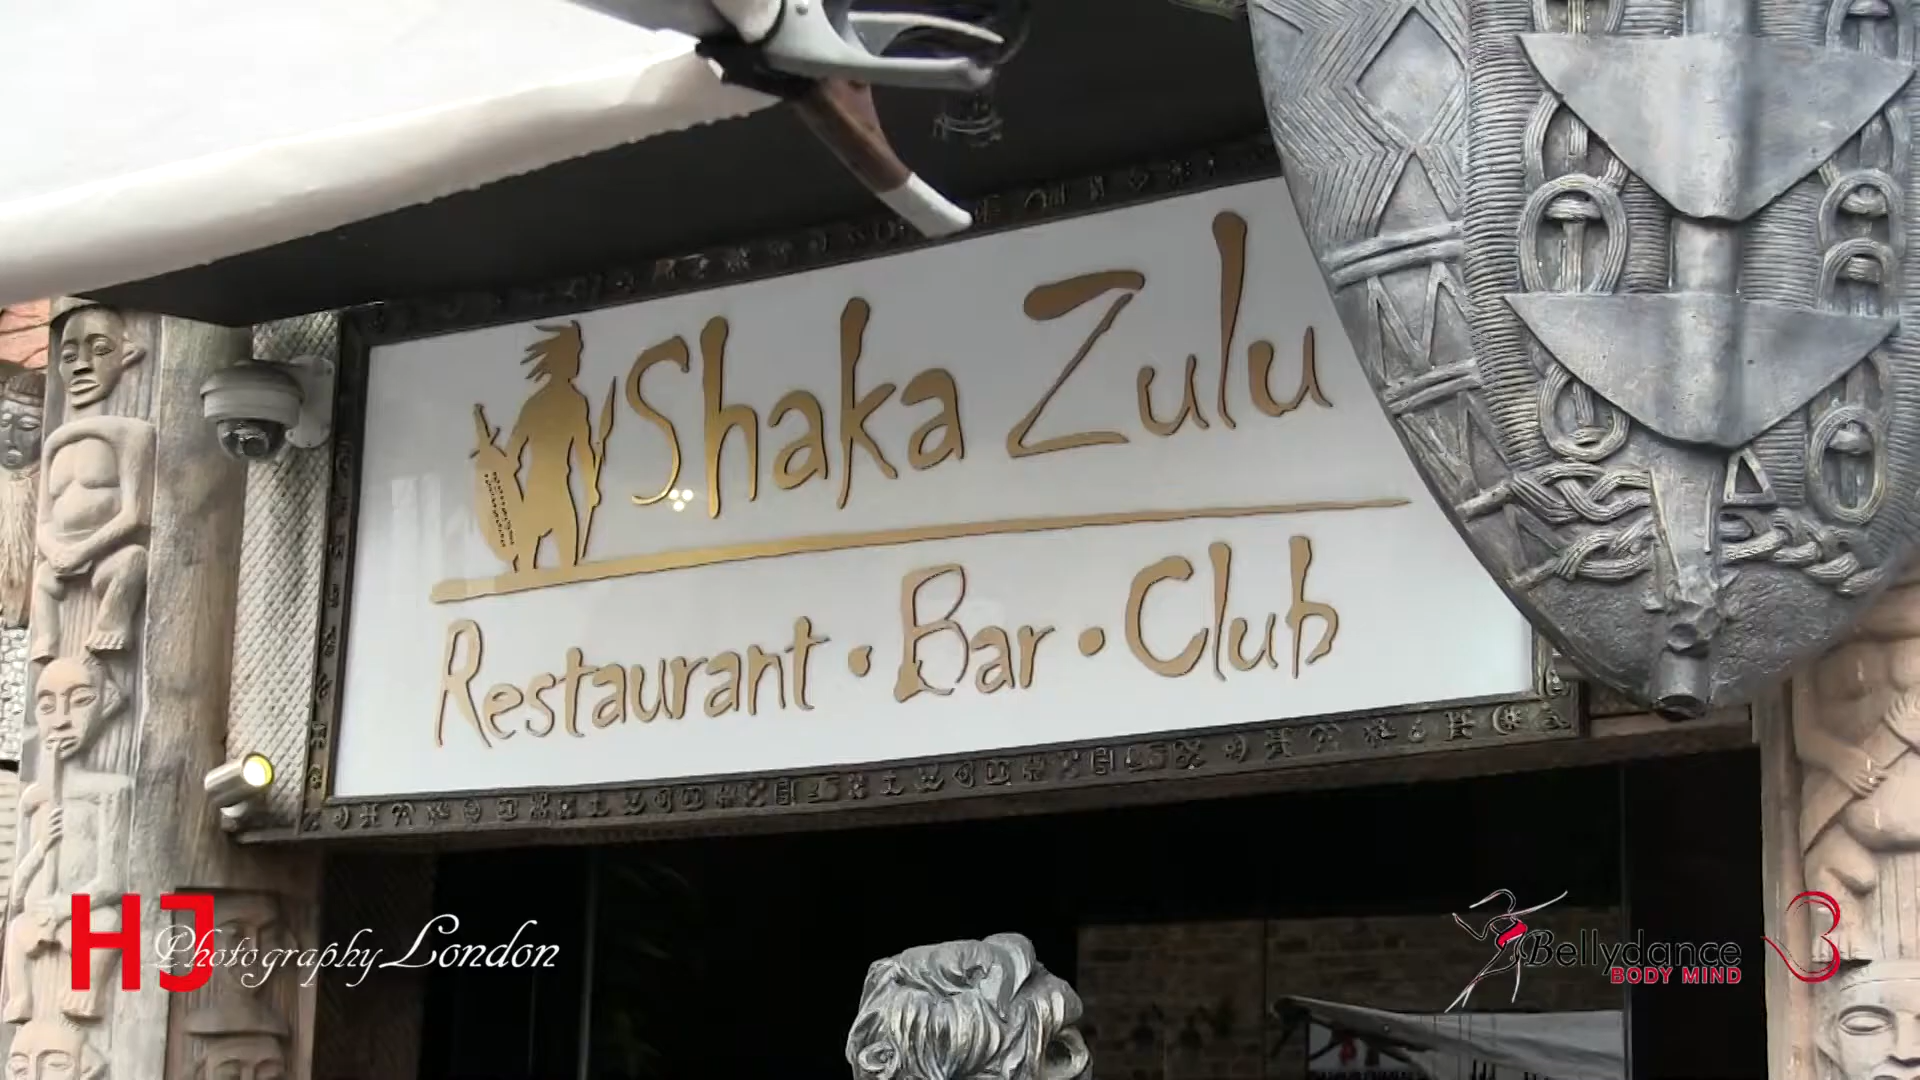 Shaka Zulu
Restaurant • Bar • Club
HJ Photography London
Bellydance
BODY MIND